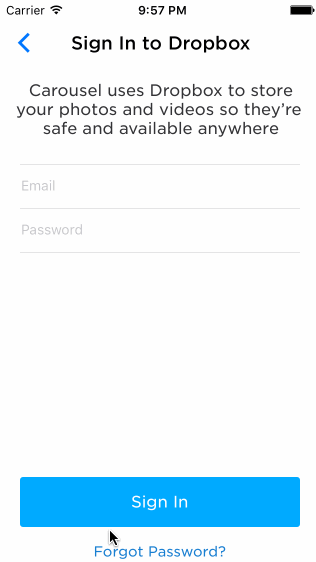 Carrier 9:57 PM
Sign In to Dropbox
Carousel uses Dropbox to store
your photos and videos so they’re
safe and available anywhere
Email
Password
Sign In
Forgot Password?